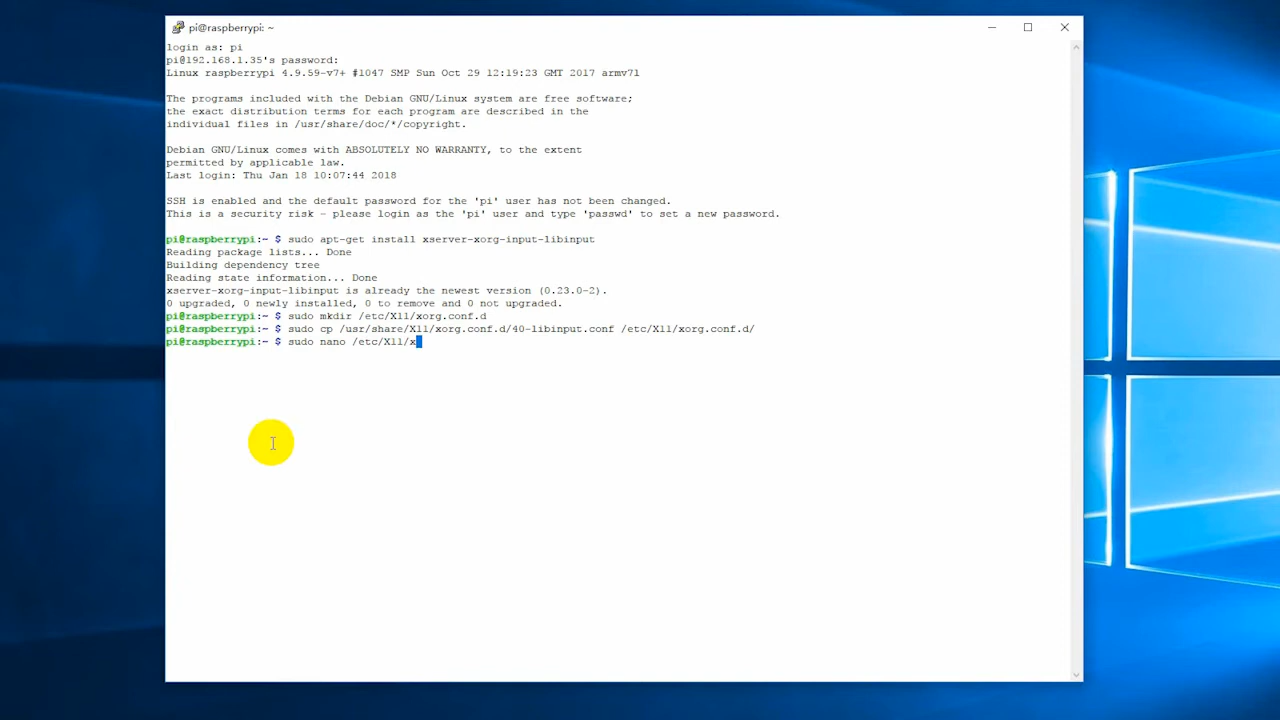 pi@raspberrypi: ~
login as: pi
pi@192.168.1.35's password:
Linux raspberrypi 4.9.59-v7+ #1047 SMP Sun Oct 29 12:19:23 GMT 2017 armv7l
The programs included with the Debian GNU/Linux system are free software;
the exact distribution terms for each program are described in the
individual files in /usr/share/doc/*/copyright.
Debian GNU/Linux comes with ABSOLUTELY NO WARRANTY, to the extent
permitted by applicable law.
Last login: Thu Jan 18 10:07:44 2018
SSH is enabled and the default password for the 'pi' user has not been changed.
This is a security risk - please login as the 'pi' user and type 'passwd' to set a new password.
pi@raspberrypi:~ $ sudo apt-get install xserver-xorg-input-libinput
Reading package lists... Done
Building dependency tree
Reading state information... Done
xserver-xorg-input-libinput is already the newest version (0.23.0-2).
0 upgraded, 0 newly installed, 0 to remove and 0 not upgraded.
pi@raspberrypi:~ $ sudo mkdir /etc/X11/xorg.conf.d
pi@raspberrypi:~ $ sudo cp /usr/share/X11/xorg.conf.d/40-libinput.conf /etc/X11/xorg.conf.d/
pi@raspberrypi:~ $ sudo nano /etc/X11/x